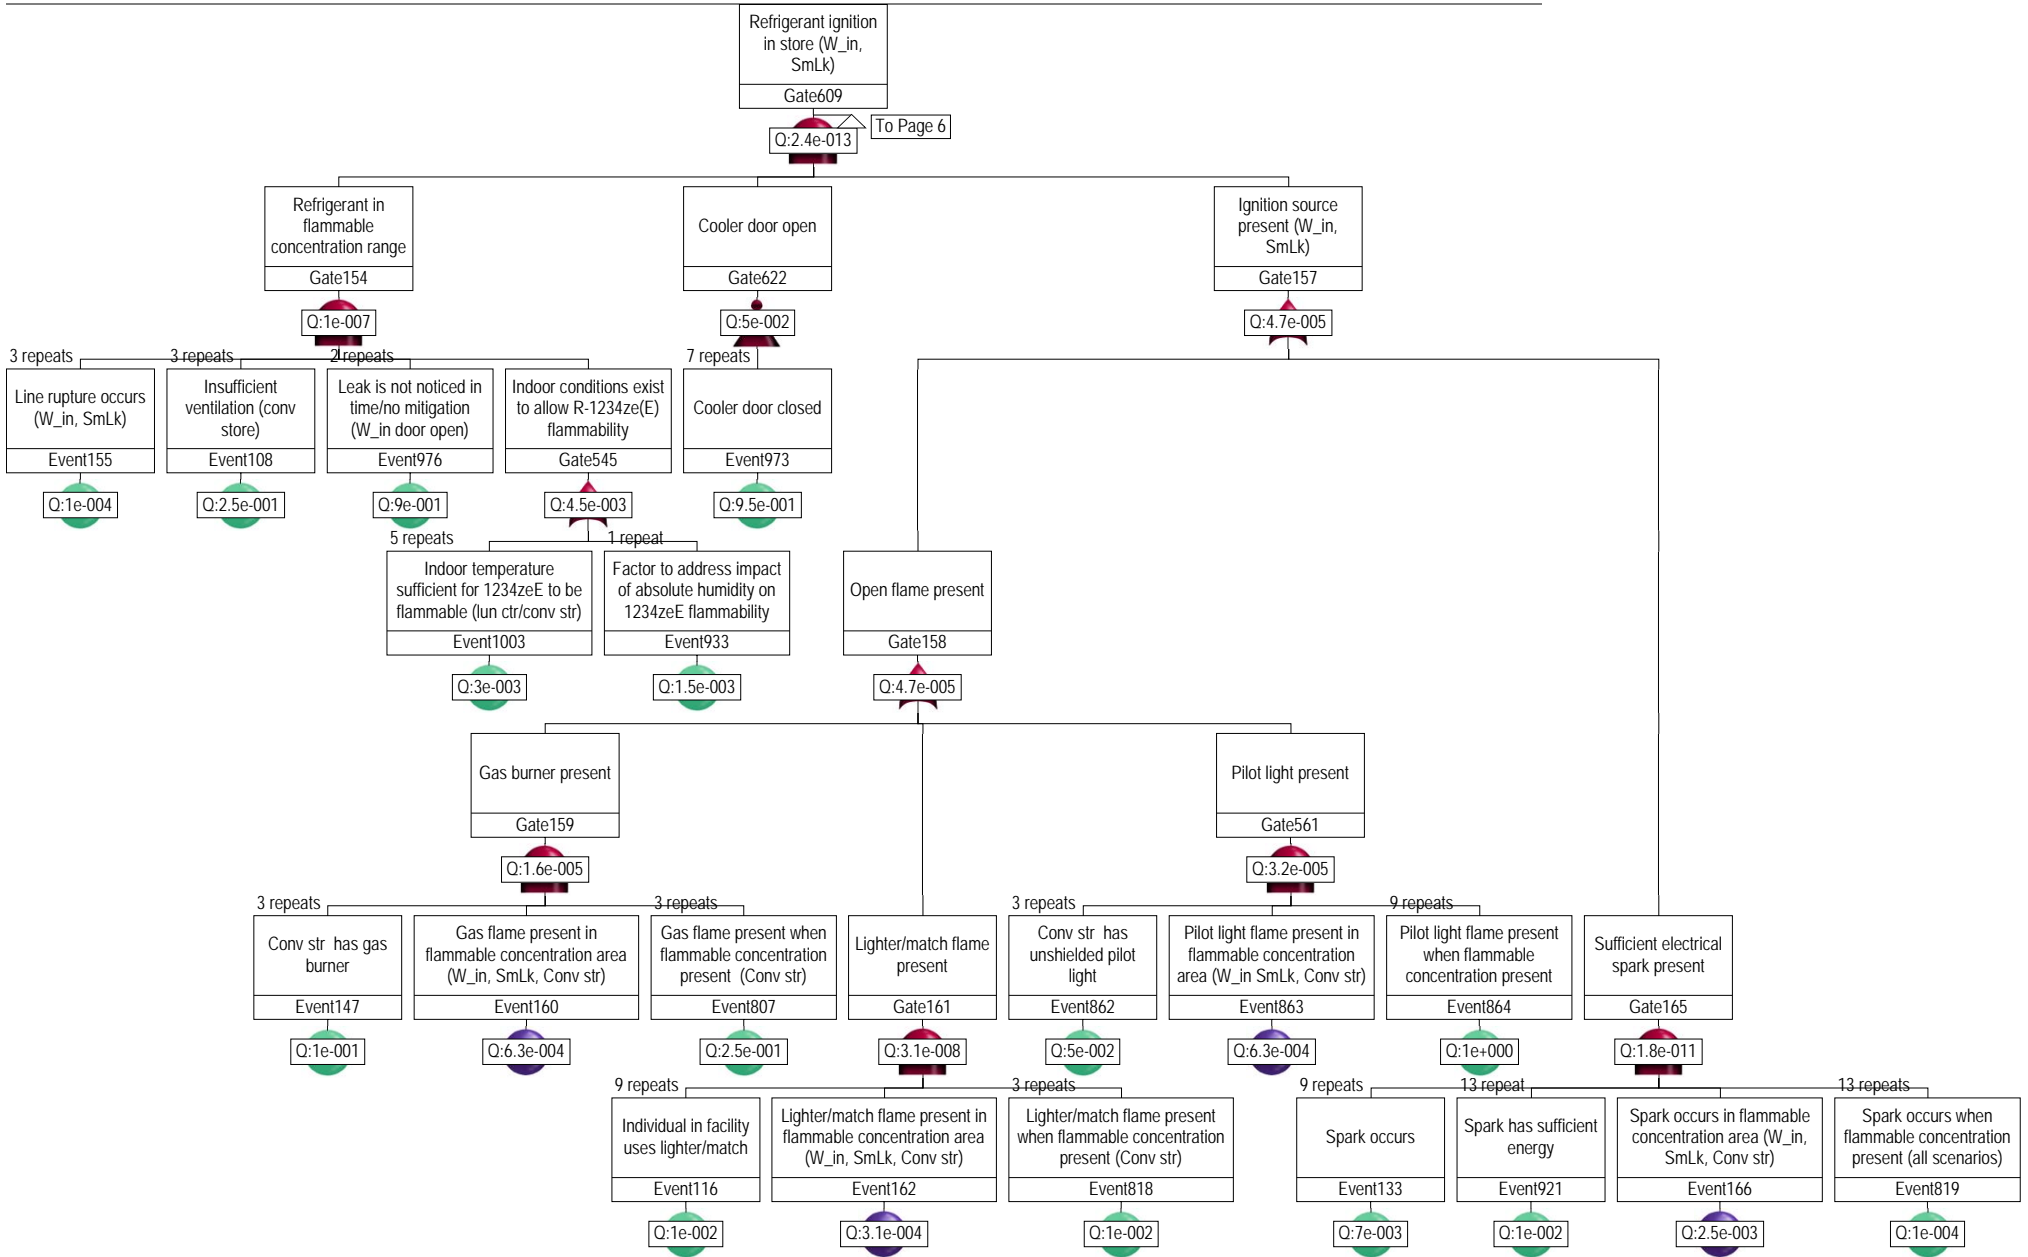 Refrigerant ignition
in store (W_in,
SmLk)
Gate609
To Page 6
Q:2.4e-013
Refrigerant in
flammable
concentration range
Gate154
Q:1e-007
Cooler door open
Gate622
Q:5e-002
Ignition source
present (W_in,
SmLk)
Gate157
Q:4.7e-005
3 repeats
Line rupture occurs
(W_in, SmLk)
Event155
Q:1e-004
3 repeats
Insufficient
ventilation (conv
store)
Event108
Q:2.5e-001
2 repeats
Leak is not noticed in
time/no mitigation
(W_in door open)
Event976
Q:9e-001
Indoor conditions exist
to allow R-1234ze(E)
flammability
Gate545
Q:4.5e-003
7 repeats
Cooler door closed
Event973
Q:9.5e-001
5 repeats
Indoor temperature
sufficient for 1234zeE to be
flammable (lun ctr/conv str)
Event1003
Q:3e-003
1 repeat
Factor to address impact
of absolute humidity on
1234zeE flammability
Event933
Q:1.5e-003
Open flame present
Gate158
Q:4.7e-005
Gas burner present
Gate159
Q:1.6e-005
Pilot light present
Gate561
Q:3.2e-005
3 repeats
Conv str has gas
burner
Event147
Q:1e-001
Gas flame present in
flammable concentration area
(W_in, SmLk, Conv str)
Event160
Q:6.3e-004
3 repeats
Gas flame present when
flammable concentration
present (Conv str)
Event807
Q:2.5e-001
Lighter/match flame
present
Gate161
Q:3.1e-008
3 repeats
Conv str has
unshielded pilot
light
Event862
Q:5e-002
Pilot light flame present in
flammable concentration
area (W_in SmLk, Conv str)
Event863
Q:6.3e-004
9 repeats
Pilot light flame present
when flammable
concentration present
Event864
Q:1e+000
Sufficient electrical
spark present
Gate165
Q:1.8e-011
9 repeats
Individual in facility
uses lighter/match
Event116
Q:1e-002
Lighter/match flame present in
flammable concentration area
(W_in, SmLk, Conv str)
Event162
Q:3.1e-004
3 repeats
Lighter/match flame present
when flammable concentration
present (Conv str)
Event818
Q:1e-002
9 repeats
Spark occurs
Event133
Q:7e-003
13 repeat
Spark has sufficient
energy
Event921
Q:1e-002
Spark occurs in flammable
concentration area (W_in,
SmLk, Conv str)
Event166
Q:2.5e-003
13 repeats
Spark occurs when
flammable concentration
present (all scenarios)
Event819
Q:1e-004